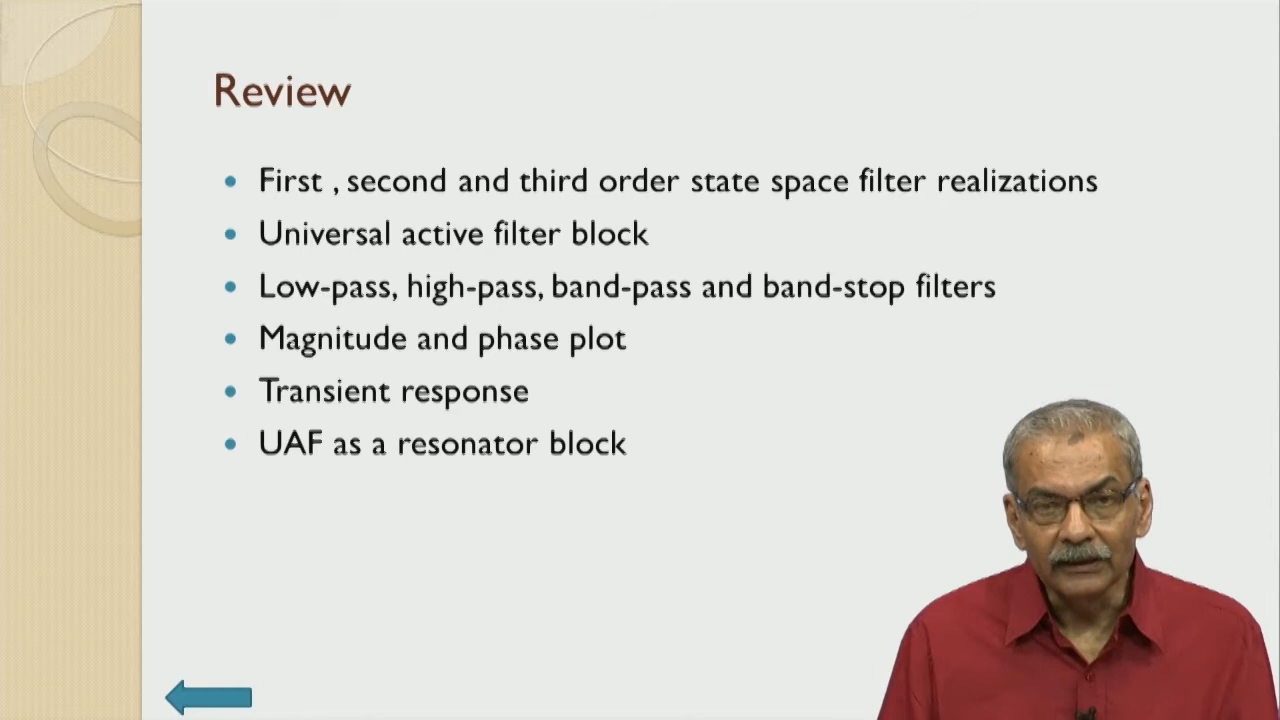 Review
First , second and third order state space filter realizations
Universal active filter block
Low-pass, high-pass, band-pass and band-stop filters
Magnitude and phase plot
Transient response
UAF as a resonator block